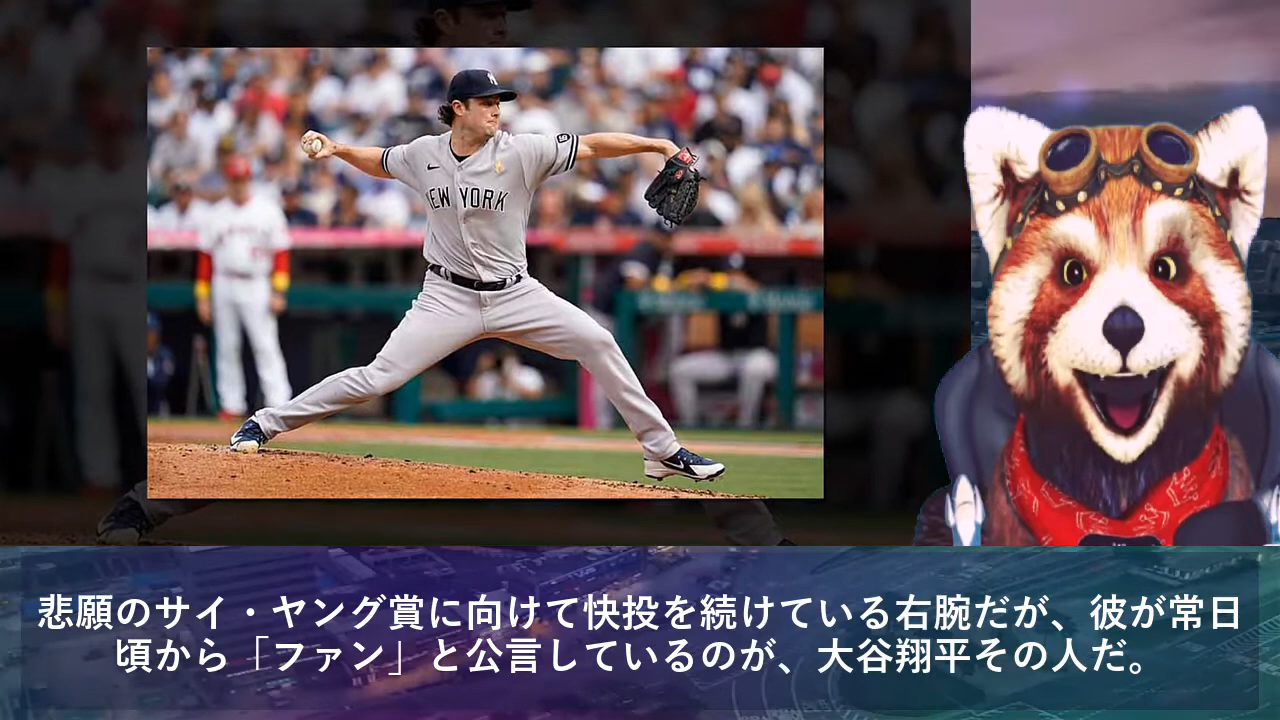 NEW YORK
悲願のサイ・ヤング賞に向けて快投を続けている右腕だが、彼が常日
頃から「ファン」と公言しているのが、大谷翔平その人だ。